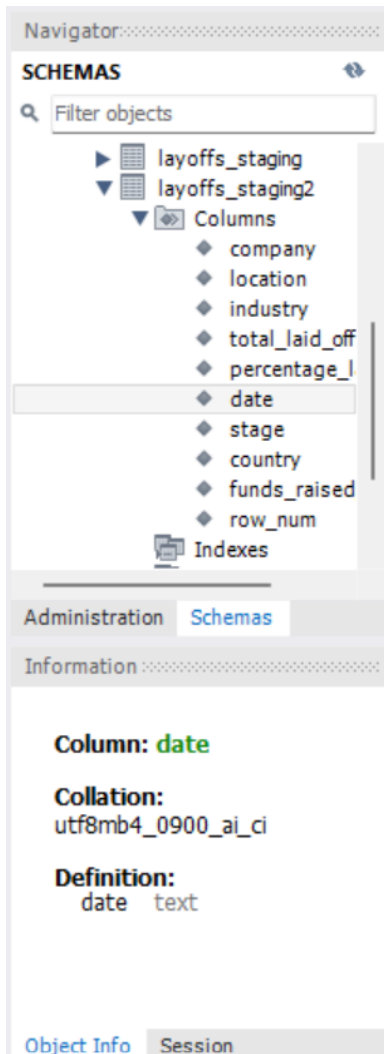 Navigator
SCHEMAS
Filter objects
layoffs_staging
layoffs_staging2
Columns
company
location
industry
total_laid_off
percentage_l
date
stage
country
funds_raised
row_num
Indexes
Administration Schemas
Information
Column: date
Collation:
utf8mb4_0900_ai_ci
Definition:
date text
Object Info Session